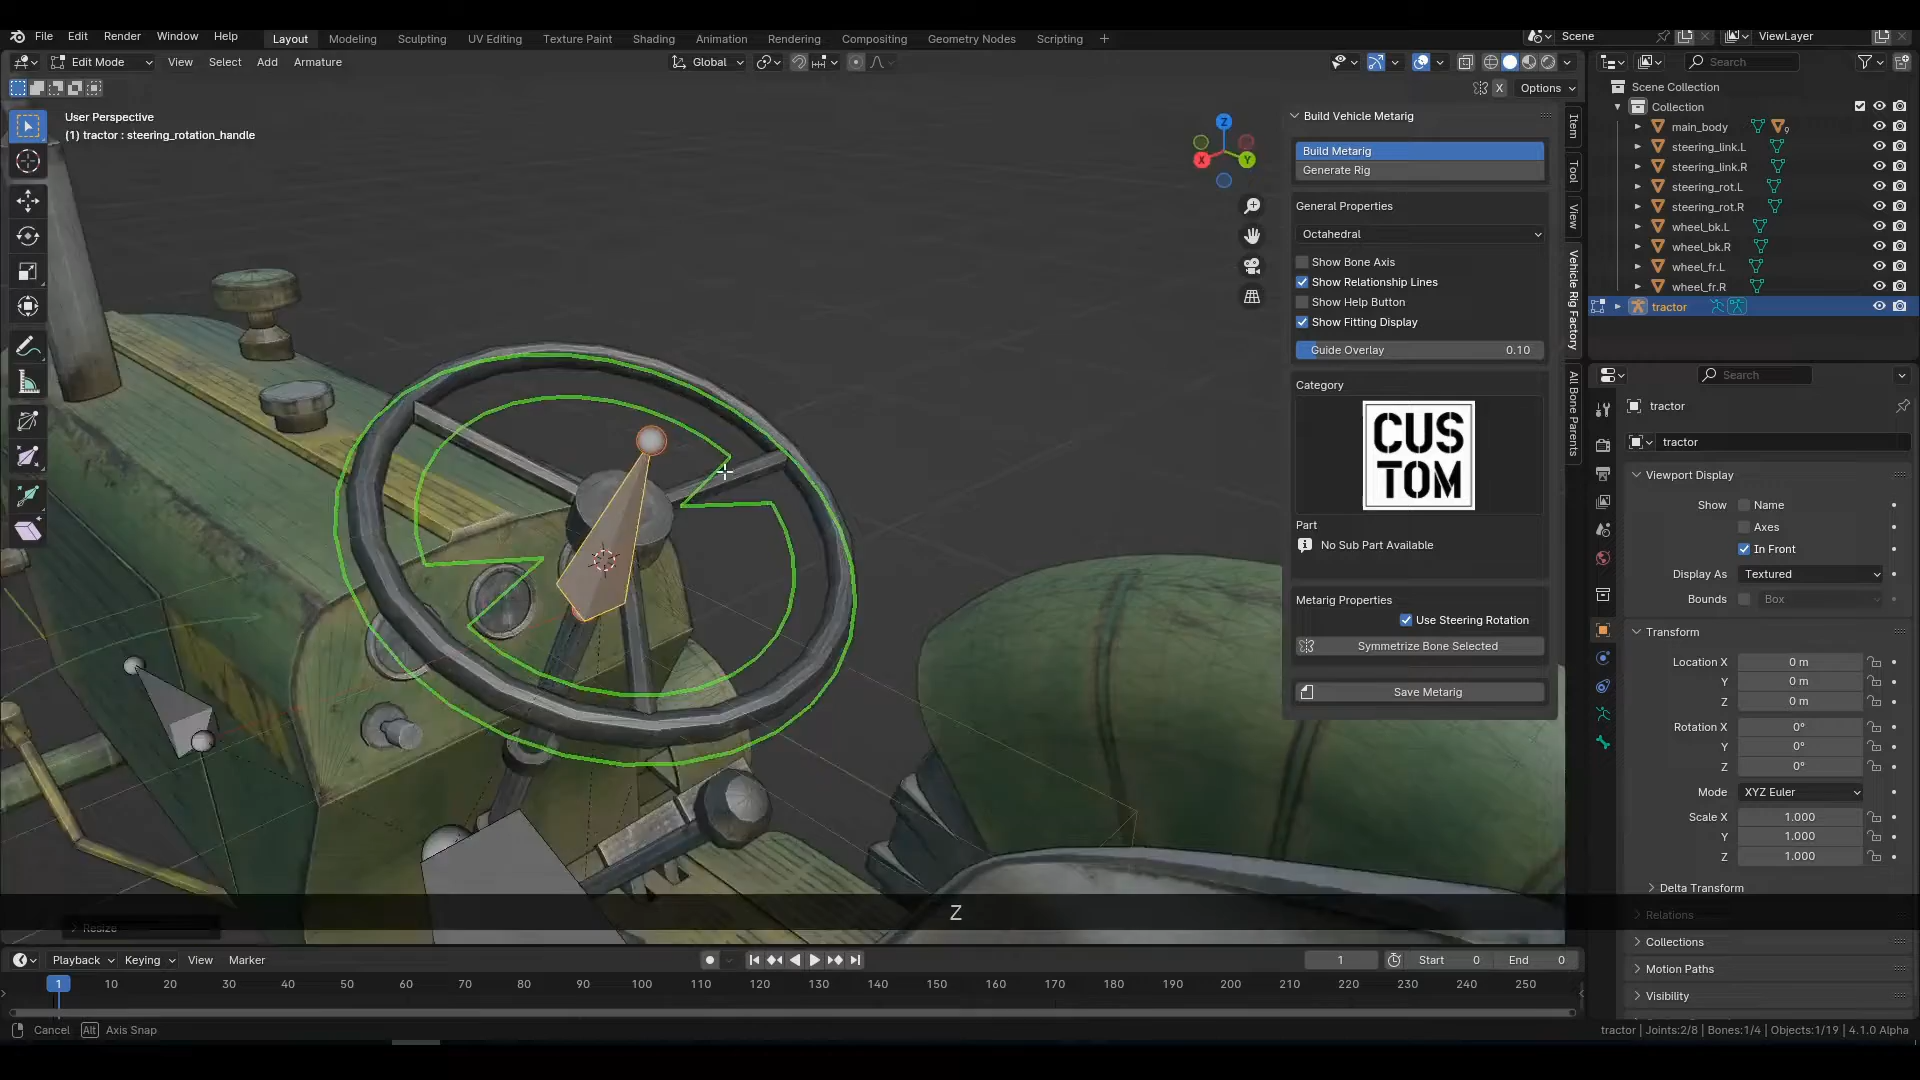 File Edit Render Window Help
Layout Modeling Sculpting UV Editing Texture Paint Shading Animation Rendering Compositing Geometry Nodes Scripting +
Scene
ViewLayer
Edit Mode View Select Add Armature
Global
Search
X Options
User Perspective
(1) tractor : steering_rotation_handle
Z
X
Y
Build Vehicle Metarig
Build Metarig
Generate Rig
General Properties
Octahedral
Show Bone Axis
Show Relationship Lines
Show Help Button
Show Fitting Display
Guide Overlay 0.10
Category
CUS
TOM
Part
No Sub Part Available
Metarig Properties
Use Steering Rotation
Symmetrize Bone Selected
Save Metarig
Item
Tool
View
Vehicle Rig Factory
All Bone Parents
Scene Collection
Collection
main_body 9
steering_link.L
steering_link.R
steering_rot.L
steering_rot.R
wheel_bk.L
wheel_bk.R
wheel_fr.L
wheel_fr.R
tractor
Search
tractor
tractor
Viewport Display
Show Name
Axes
In Front
Display As Textured
Bounds Box
Transform
Location X 0 m
Y 0 m
Z 0 m
Rotation X 0°
Y 0°
Z 0°
Mode XYZ Euler
Scale X 1.000
Y 1.000
Z 1.000
Delta Transform
Relations
Collections
Motion Paths
Visibility
Z
Resize
Playback Keying View Marker
1 Start 0 End 0
1 10 20 30 40 50 60 70 80 90 100 110 120 130 140 150 160 170 180 190 200 210 220 230 240 250
Cancel Alt Axis Snap
tractor | Joints:2/8 | Bones:1/4 | Objects:1/19 | 4.1.0 Alpha